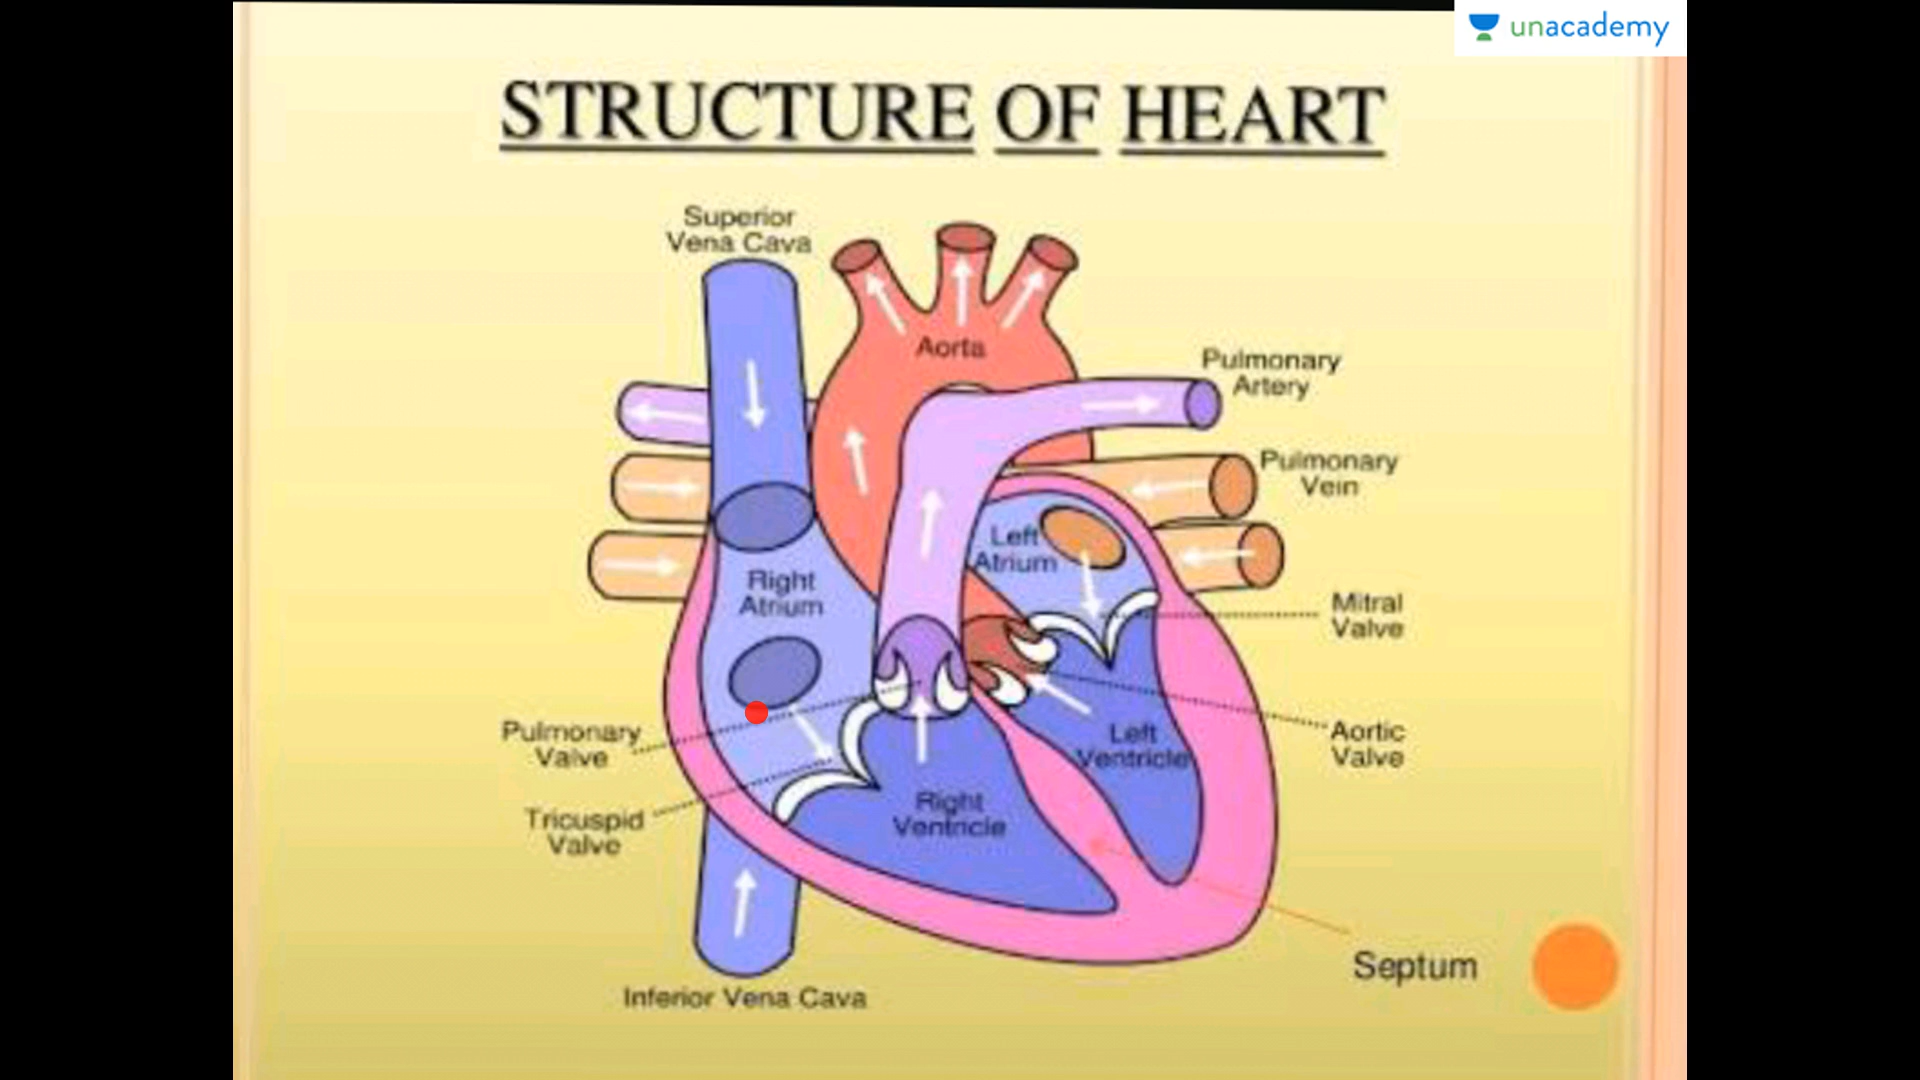 unacademy
STRUCTURE OF HEART
Superior
Vena Cava
Aorta
Pulmonary
Artery
Pulmonary
Vein
Left
Atrium
Right
Atrium
Mitral
Valve
Pulmonary
Valve
Left
Ventricle
Aortic
Valve
Right
Ventricle
Tricuspid
Valve
Septum
Inferior Vena Cava